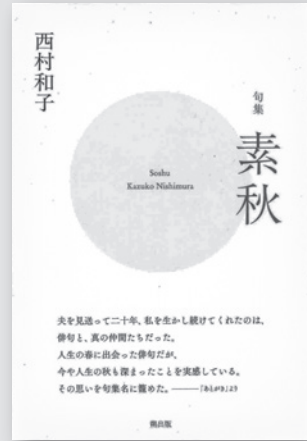 句集
素秋
西村和子
Soshu
Kazuko Nishimura
夫を見送って二十年、私を生かし続けてくれたのは、
俳句と、真の仲間たちだった。
人生の春に出会った俳句だが、
今や人生の秋も深まったことを実感している。
その思いを句集名に籠めた。———「あとがき」より
朔出版